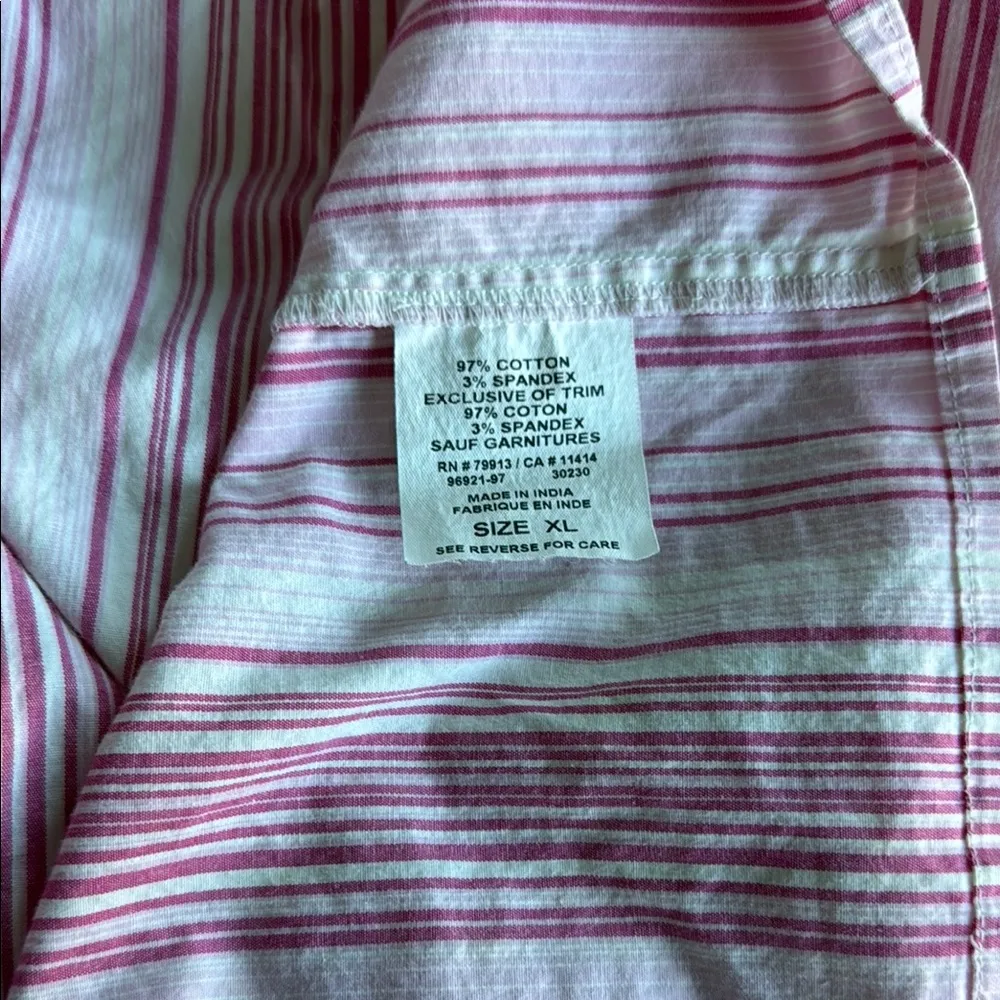 97% COTTON
3% SPANDEX
EXCLUSIVE OF TRIM
97% COTON
3% SPANDEX
SAUF GARNITURES
RN # 79913 / CA # 11414
96921-97 30230
MADE IN INDIA
FABRIQUE EN INDE
SIZE XL
SEE REVERSE FOR CARE